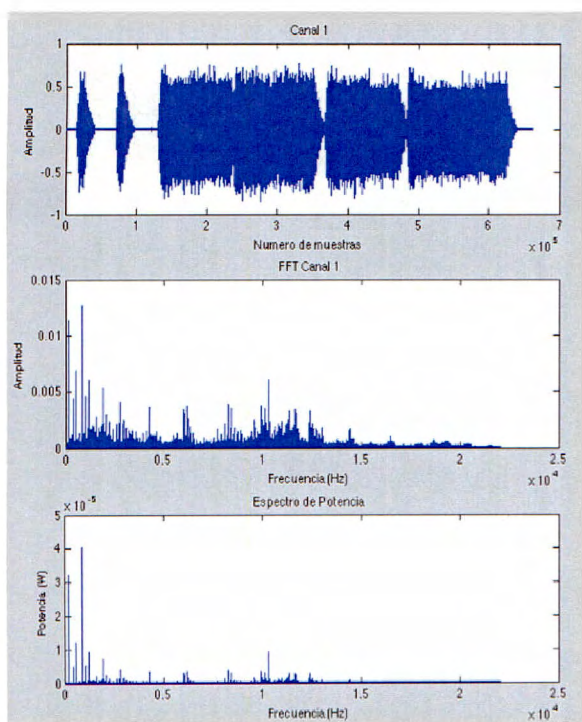 Canal 1
1
0.5
0
-0.5
-1
Amplitud
0 1 2 3 4 5 6 7
Numero de muestras
x 10^5
FFT Canal 1
0.015
0.01
0.005
0
Amplitud
0 0.5 1 1.5 2 2.5
Frecuencia (Hz)
x 10^4
Espectro de Potencia
x 10^-5
5
4
3
2
1
0
Potencia (W)
0 0.5 1 1.5 2 2.5
Frecuencia (Hz)
x 10^4